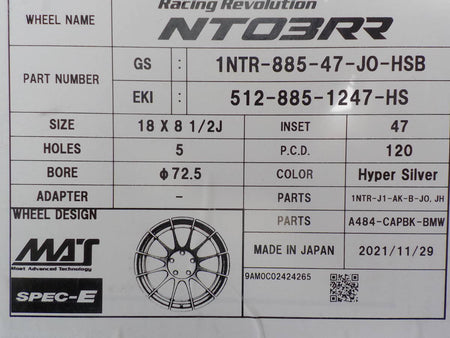 WHEEL NAME Racing Revolution
NT03RR
PART NUMBER GS : 1NTR-885-47-JO-HSB
EKI : 512-885-1247-HS
SIZE 18 X 8 1/2J INSET 47
HOLES 5 P.C.D. 120
BORE φ72.5 COLOR Hyper Silver
ADAPTER - PARTS 1NTR-J1-AK-B-JO, JH
WHEEL DESIGN PARTS A484-CAPBK-BMW
MAT
Most Advanced Technology
MADE IN JAPAN 2021/11/29
SPEC-E
9AM0C02424265